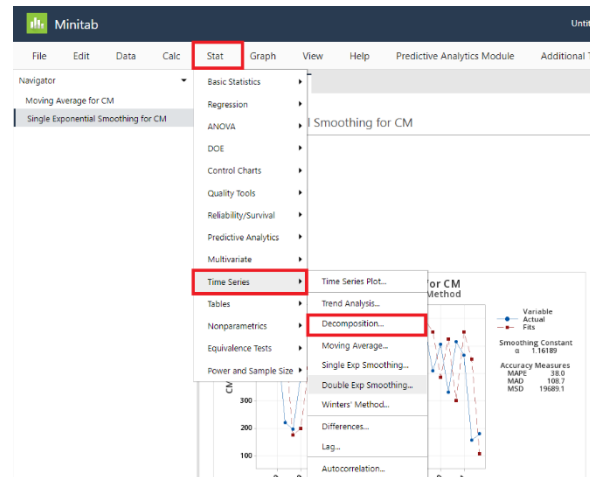 Minitab
Untit
File Edit Data Calc Stat Graph View Help Predictive Analytics Module Additional T
Navigator
Moving Average for CM
Single Exponential Smoothing for CM
l Smoothing for CM
Basic Statistics
Regression
ANOVA
DOE
Control Charts
Quality Tools
Reliability/Survival
Predictive Analytics
Multivariate
Time Series
Tables
Nonparametrics
Equivalence Tests
Power and Sample Size
Time Series Plot...
Trend Analysis...
Decomposition...
Moving Average...
Single Exp Smoothing...
Double Exp Smoothing...
Winters' Method...
Differences...
Lag...
Autocorrelation...
or CM
Method
Variable
Actual
Fits
Smoothing Constant
α 1.16189
Accuracy Measures
MAPE 38.0
MAD 108.7
MSD 19689.1
CM
300
200
100